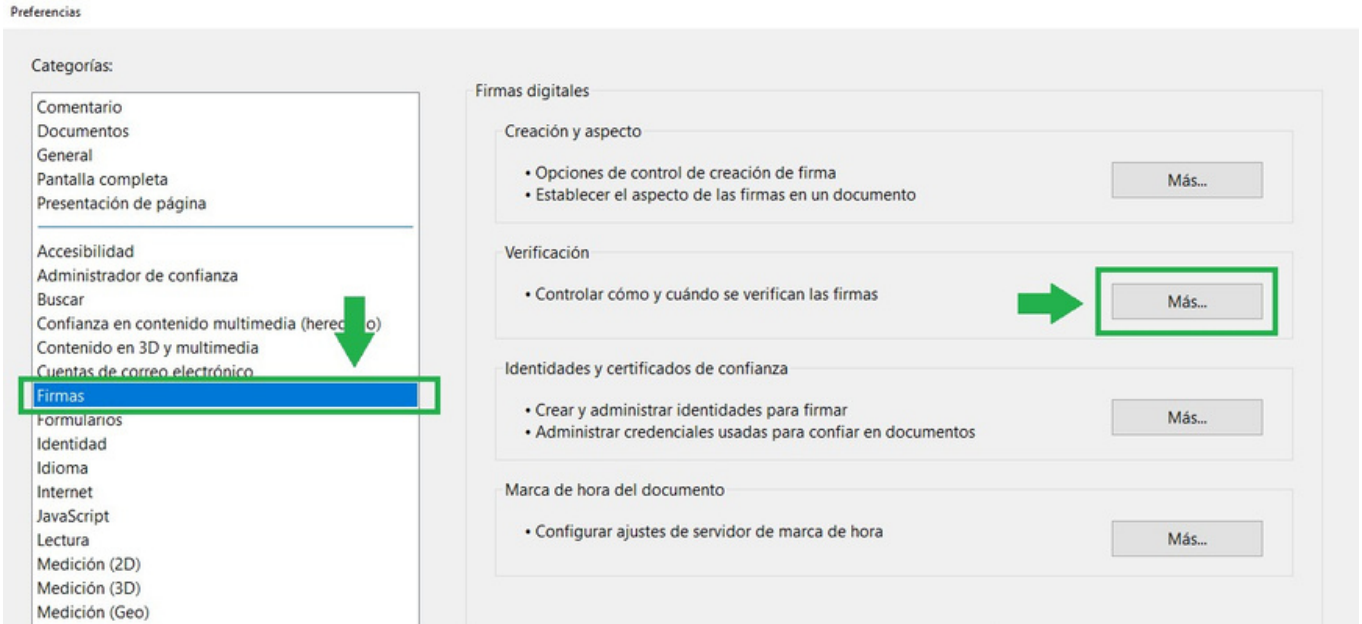 Preferencias
Categorías:
Comentario
Documentos
General
Pantalla completa
Presentación de página
Accesibilidad
Administrador de confianza
Buscar
Confianza en contenido multimedia (hered o)
Contenido en 3D y multimedia
Cuentas de correo electrónico
Firmas
Formularios
Identidad
Idioma
Internet
JavaScript
Lectura
Medición (2D)
Medición (3D)
Medición (Geo)
Firmas digitales
Creación y aspecto
• Opciones de control de creación de firma
• Establecer el aspecto de las firmas en un documento
Más...
Verificación
• Controlar cómo y cuándo se verifican las firmas
Más...
Identidades y certificados de confianza
• Crear y administrar identidades para firmar
• Administrar credenciales usadas para confiar en documentos
Más...
Marca de hora del documento
• Configurar ajustes de servidor de marca de hora
Más...